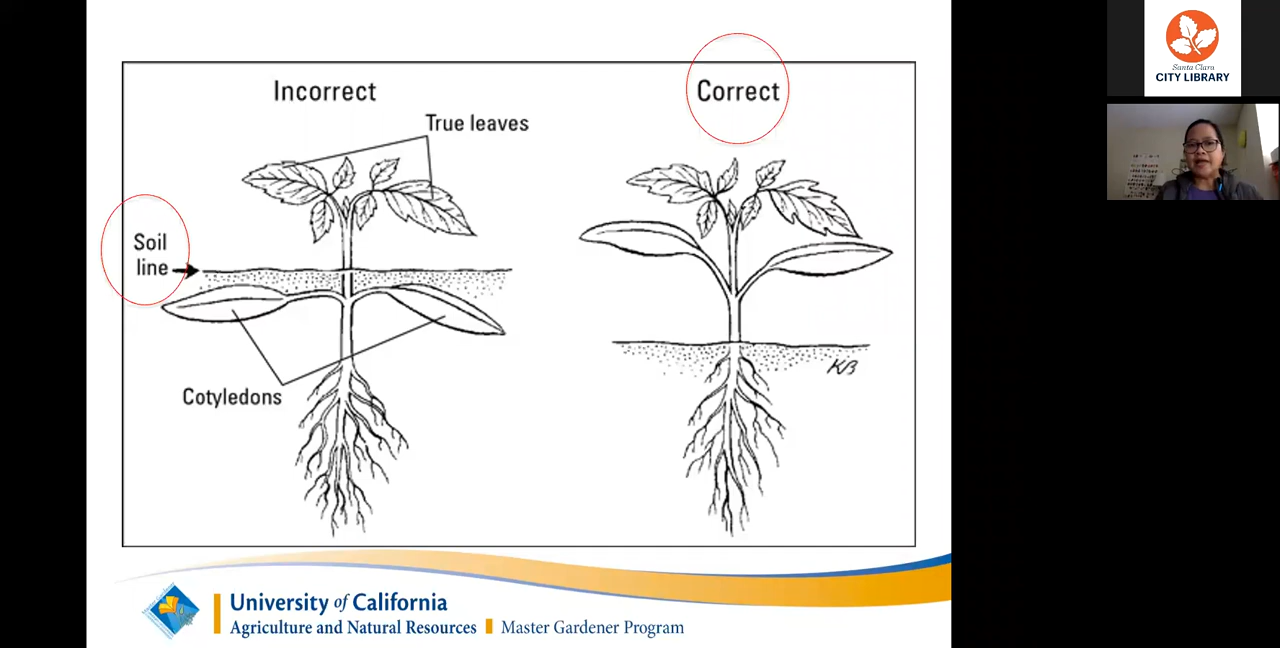 Incorrect
Correct
True leaves
Soil
line
Cotyledons
KB
University of California
Agriculture and Natural Resources
Master Gardener Program
Santa Clara
CITY LIBRARY